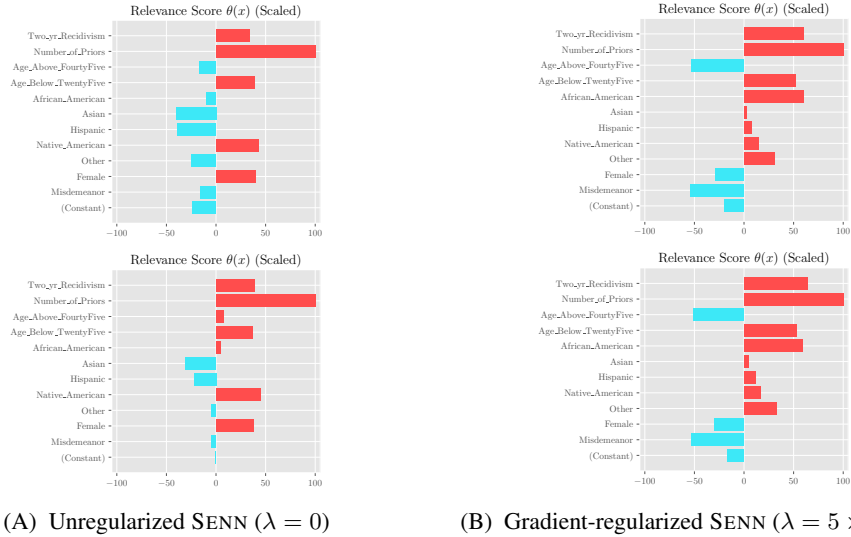 Relevance Score θ(x) (Scaled)
Two_yr_Recidivism
Number_of_Priors
Age_Above_FourtyFive
Age_Below_TwentyFive
African_American
Asian
Hispanic
Native_American
Other
Female
Misdemeanor
(Constant)
−100 −50 0 50 100
Relevance Score θ(x) (Scaled)
Two_yr_Recidivism
Number_of_Priors
Age_Above_FourtyFive
Age_Below_TwentyFive
African_American
Asian
Hispanic
Native_American
Other
Female
Misdemeanor
(Constant)
−100 −50 0 50 100
(A) Unregularized SENN (λ = 0)
Relevance Score θ(x) (Scaled)
Two_yr_Recidivism
Number_of_Priors
Age_Above_FourtyFive
Age_Below_TwentyFive
African_American
Asian
Hispanic
Native_American
Other
Female
Misdemeanor
(Constant)
−100 −50 0 50 100
Relevance Score θ(x) (Scaled)
Two_yr_Recidivism
Number_of_Priors
Age_Above_FourtyFive
Age_Below_TwentyFive
African_American
Asian
Hispanic
Native_American
Other
Female
Misdemeanor
(Constant)
−100 −50 0 50 100
(B) Gradient-regularized SENN (λ = 5 ×